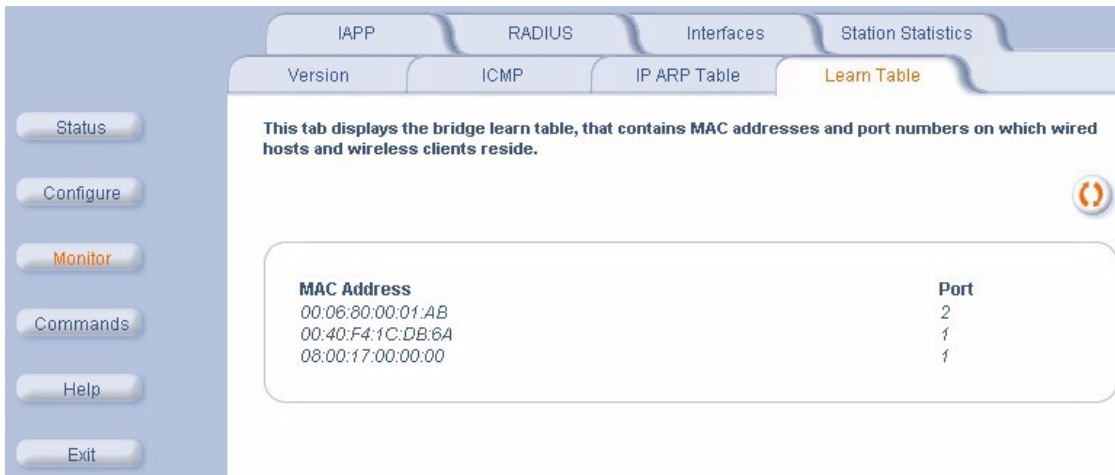 IAPP RADIUS Interfaces Station Statistics
Version ICMP IP ARP Table Learn Table
Status
Configure
Monitor
Commands
Help
Exit
This tab displays the bridge learn table, that contains MAC addresses and port numbers on which wired
hosts and wireless clients reside.
MAC Address Port
00:06:80:00:01:AB 2
00:40:F4:1C:DB:6A 1
08:00:17:00:00:00 1